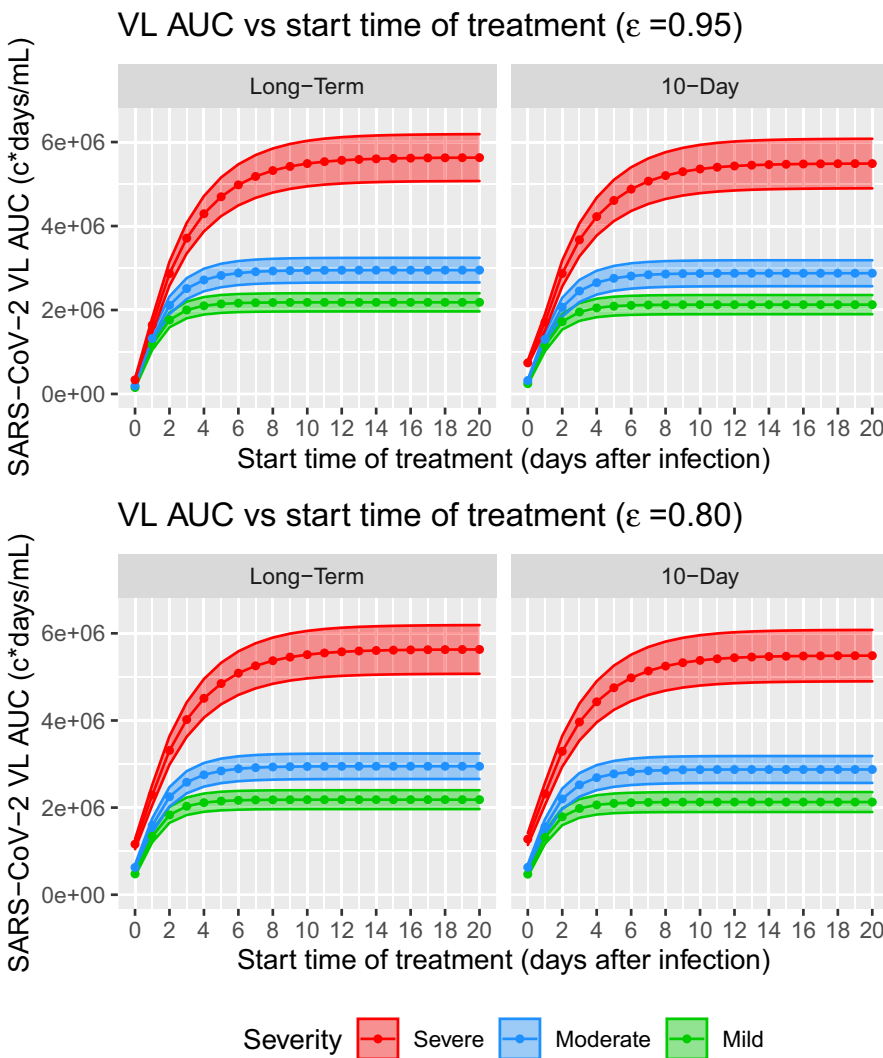 VL AUC vs start time of treatment (ε =0.95)
Long−Term
10−Day
SARS−CoV−2 VL AUC (c*days/mL)
6e+06
4e+06
2e+06
0e+00
0 2 4 6 8 10 12 14 16 18 20
0 2 4 6 8 10 12 14 16 18 20
Start time of treatment (days after infection)
VL AUC vs start time of treatment (ε =0.80)
Long−Term
10−Day
SARS−CoV−2 VL AUC (c*days/mL)
6e+06
4e+06
2e+06
0e+00
0 2 4 6 8 10 12 14 16 18 20
0 2 4 6 8 10 12 14 16 18 20
Start time of treatment (days after infection)
Severity Severe Moderate Mild